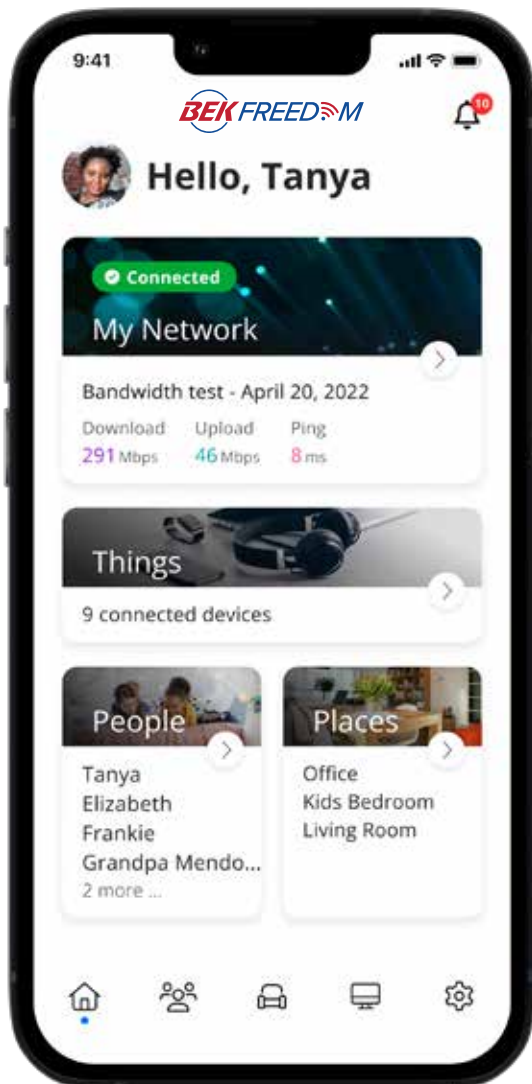 9:41
BEK FREEDOM
10
Hello, Tanya
Connected
My Network
Bandwidth test - April 20, 2022
Download Upload Ping
291 Mbps 46 Mbps 8 ms
Things
9 connected devices
People
Tanya
Elizabeth
Frankie
Grandpa Mendo...
2 more ...
Places
Office
Kids Bedroom
Living Room